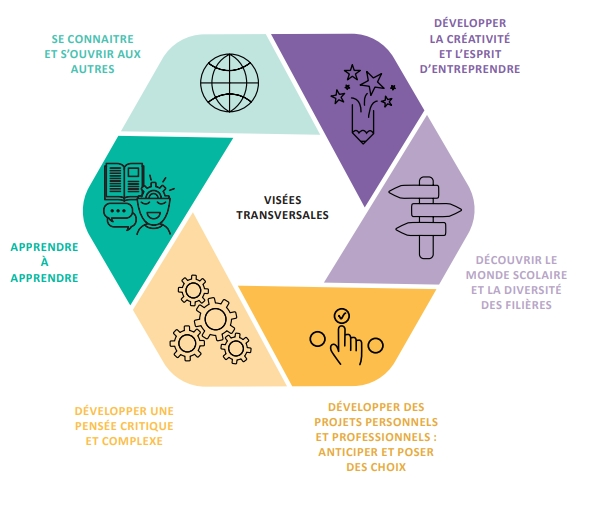 SE CONNAITRE
ET S’OUVRIR AUX
AUTRES
DÉVELOPPER
LA CRÉATIVITÉ
ET L’ESPRIT
D’ENTREPRENDRE
VISÉES
TRANSVERSALES
APPRENDRE
À
APPRENDRE
DÉCOUVRIR LE
MONDE SCOLAIRE
ET LA DIVERSITÉ
DES FILIÈRES
DÉVELOPPER UNE
PENSÉE CRITIQUE
ET COMPLEXE
DÉVELOPPER DES
PROJETS PERSONNELS
ET PROFESSIONNELS :
ANTICIPER ET POSER
DES CHOIX